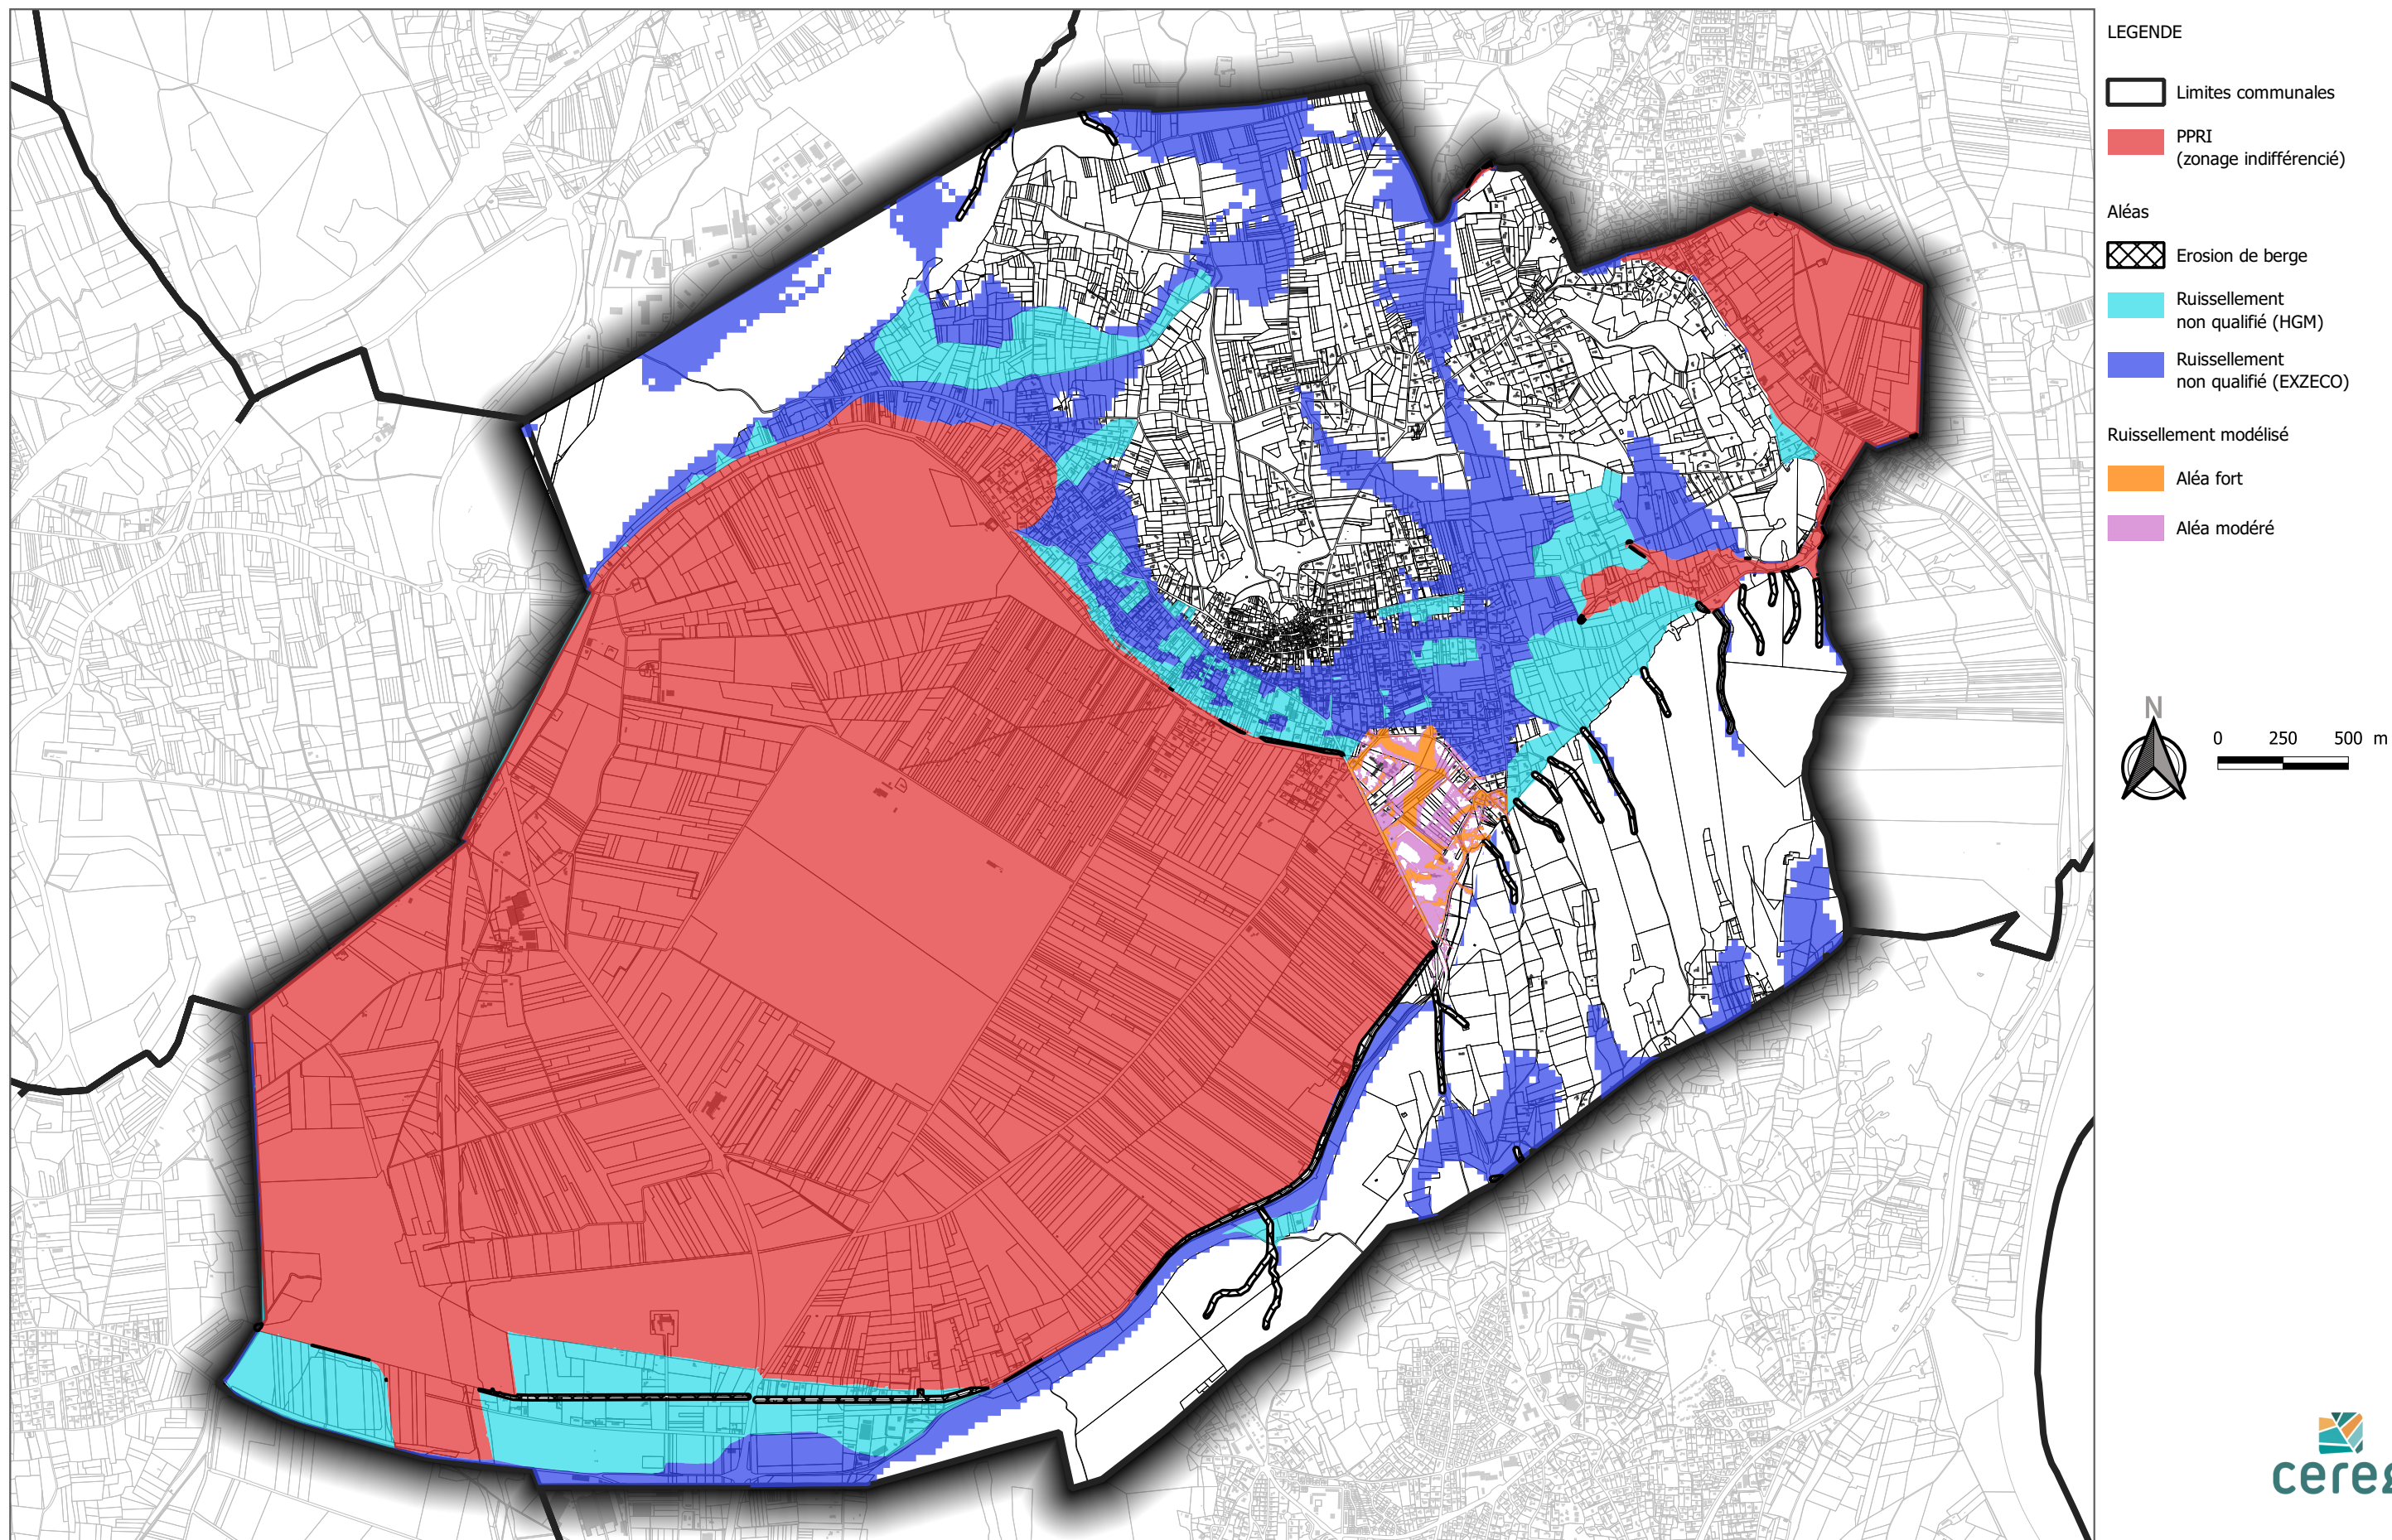 LEGENDE
Limites communales
PPRI
(zonage indifférencié)
Aléas
Erosion de berge
Ruissellement
non qualifié (HGM)
Ruissellement
non qualifié (EXZECO)
Ruissellement modélisé
Aléa fort
Aléa modéré
N
0 250 500 m